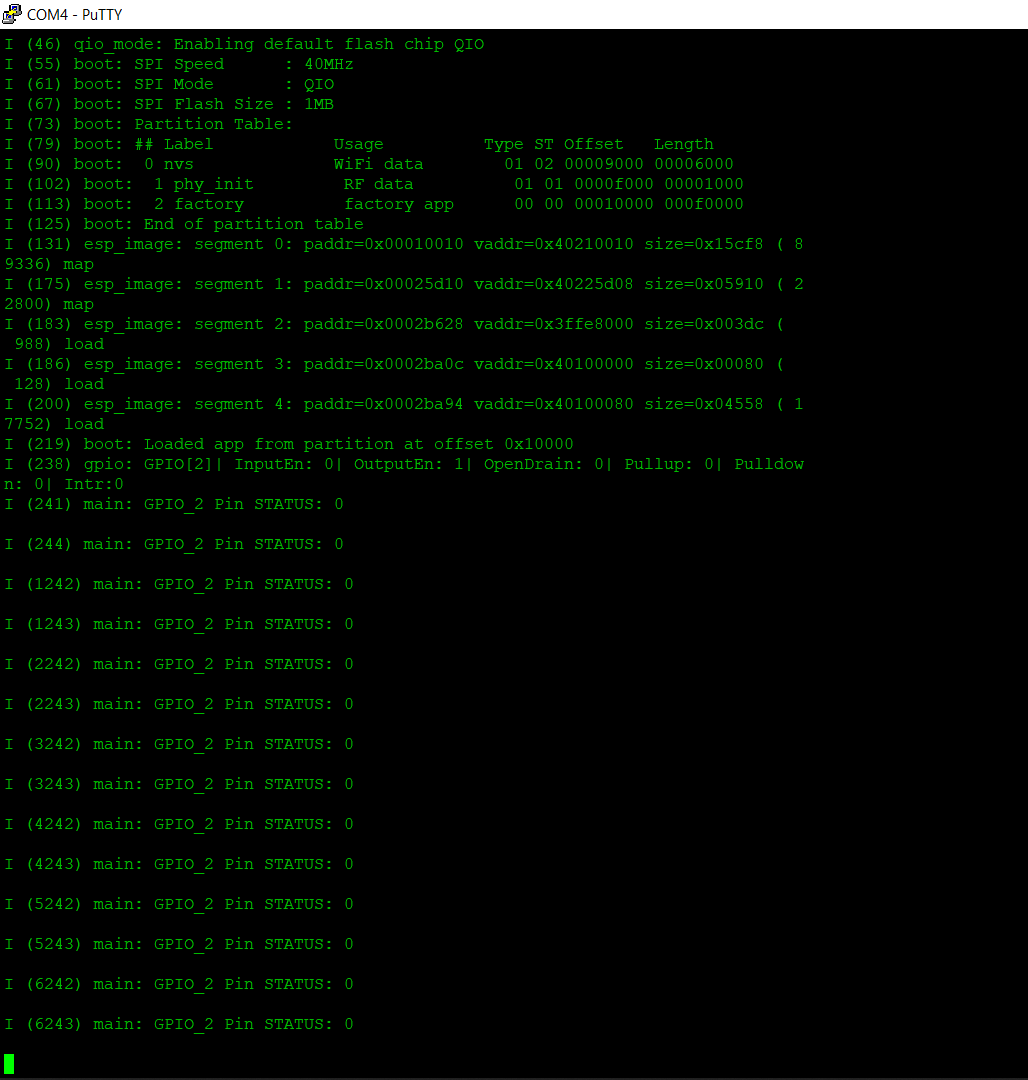 COM4 - PuTTY
I (46) qio_mode: Enabling default flash chip QIO
I (55) boot: SPI Speed      : 40MHz
I (61) boot: SPI Mode       : QIO
I (67) boot: SPI Flash Size : 1MB
I (73) boot: Partition Table:
I (79) boot: ## Label            Usage          Type ST Offset   Length
I (90) boot:  0 nvs              WiFi data        01 02 00009000 00006000
I (102) boot:  1 phy_init         RF data          01 01 0000f000 00001000
I (113) boot:  2 factory          factory app      00 00 00010000 000f0000
I (125) boot: End of partition table
I (131) esp_image: segment 0: paddr=0x00010010 vaddr=0x40210010 size=0x15cf8 ( 8
9336) map
I (175) esp_image: segment 1: paddr=0x00025d10 vaddr=0x40225d08 size=0x05910 ( 2
2800) map
I (183) esp_image: segment 2: paddr=0x0002b628 vaddr=0x3ffe8000 size=0x003dc (
 988) load
I (186) esp_image: segment 3: paddr=0x0002ba0c vaddr=0x40100000 size=0x00080 (
 128) load
I (200) esp_image: segment 4: paddr=0x0002ba94 vaddr=0x40100080 size=0x04558 ( 1
7752) load
I (219) boot: Loaded app from partition at offset 0x10000
I (238) gpio: GPIO[2]| InputEn: 0| OutputEn: 1| OpenDrain: 0| Pullup: 0| Pulldow
n: 0| Intr:0
I (241) main: GPIO_2 Pin STATUS: 0
I (244) main: GPIO_2 Pin STATUS: 0
I (1242) main: GPIO_2 Pin STATUS: 0
I (1243) main: GPIO_2 Pin STATUS: 0
I (2242) main: GPIO_2 Pin STATUS: 0
I (2243) main: GPIO_2 Pin STATUS: 0
I (3242) main: GPIO_2 Pin STATUS: 0
I (3243) main: GPIO_2 Pin STATUS: 0
I (4242) main: GPIO_2 Pin STATUS: 0
I (4243) main: GPIO_2 Pin STATUS: 0
I (5242) main: GPIO_2 Pin STATUS: 0
I (5243) main: GPIO_2 Pin STATUS: 0
I (6242) main: GPIO_2 Pin STATUS: 0
I (6243) main: GPIO_2 Pin STATUS: 0